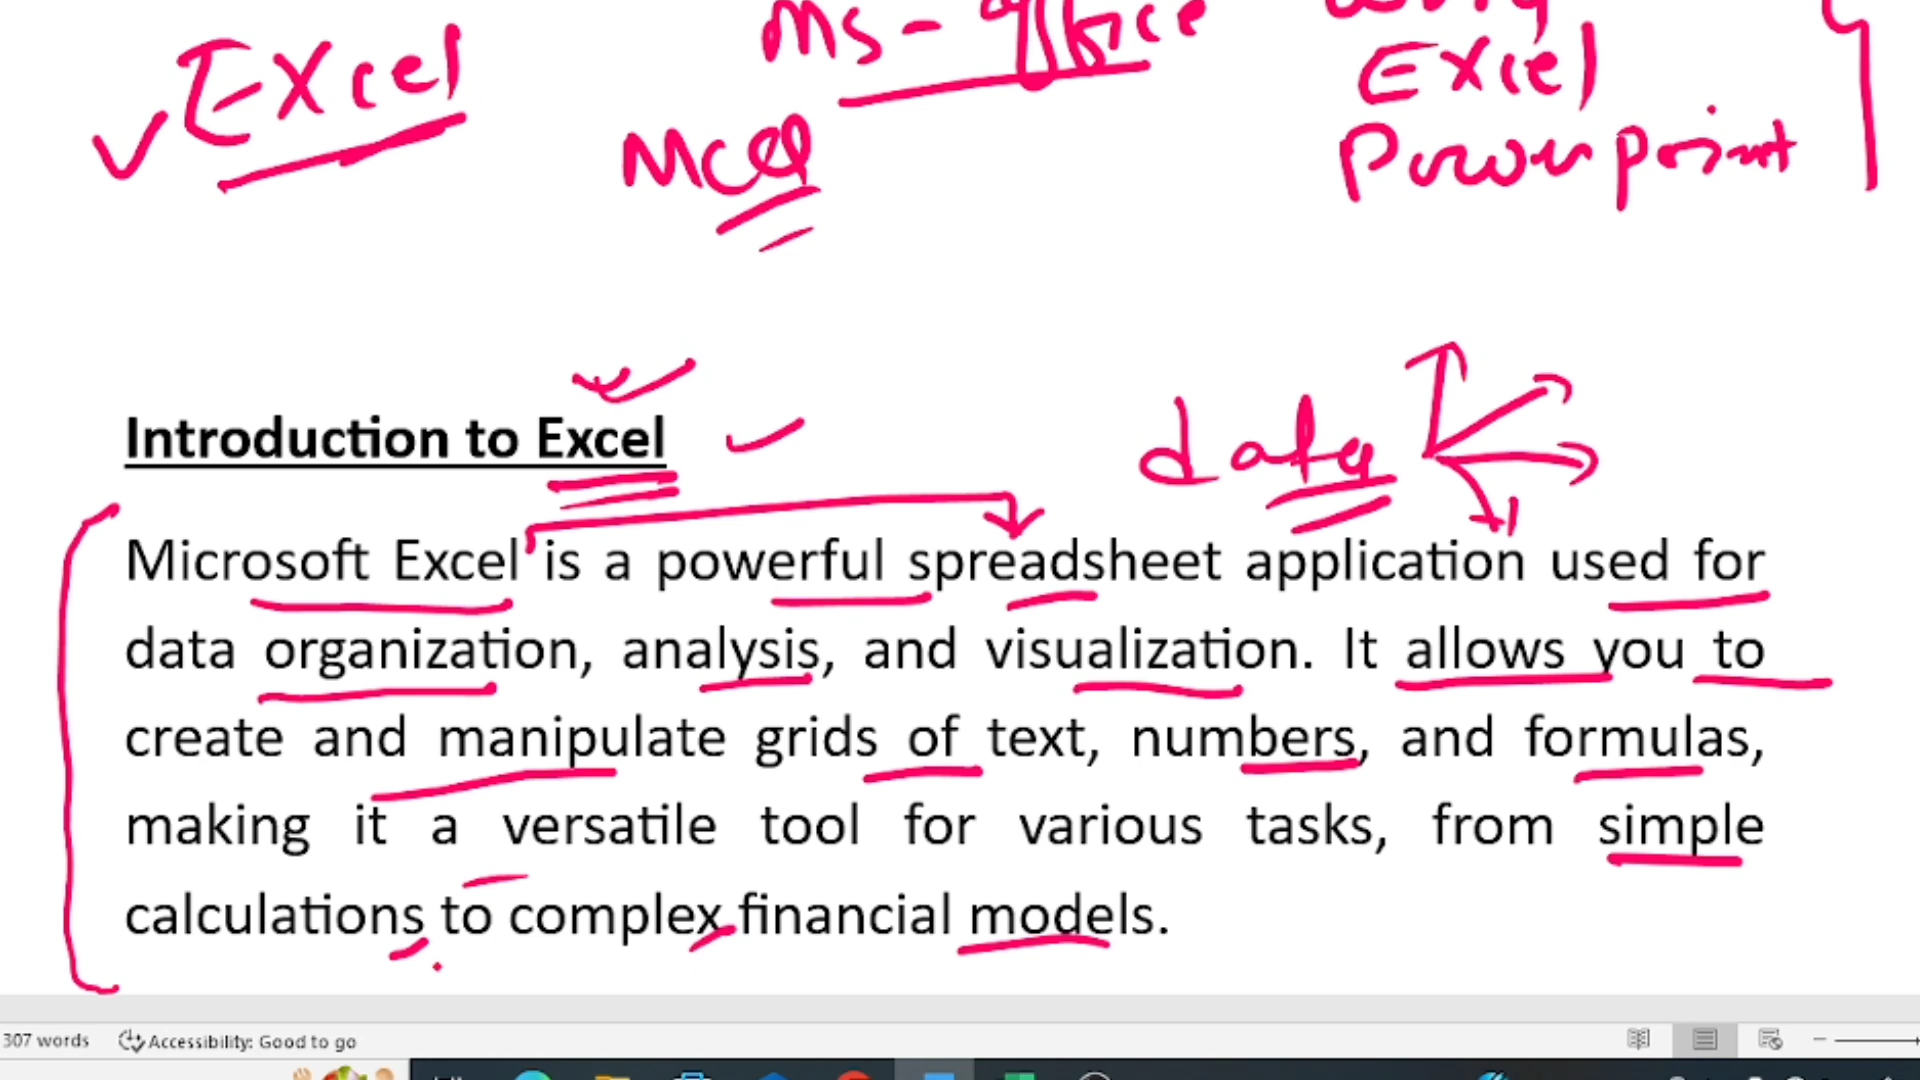 MS - Office
Excel
Excel
MCQ
Powerpoint
data
Introduction to Excel
Microsoft Excel is a powerful spreadsheet application used for
data organization, analysis, and visualization. It allows you to
create and manipulate grids of text, numbers, and formulas,
making it a versatile tool for various tasks, from simple
calculations to complex financial models.
307 words Accessibility: Good to go